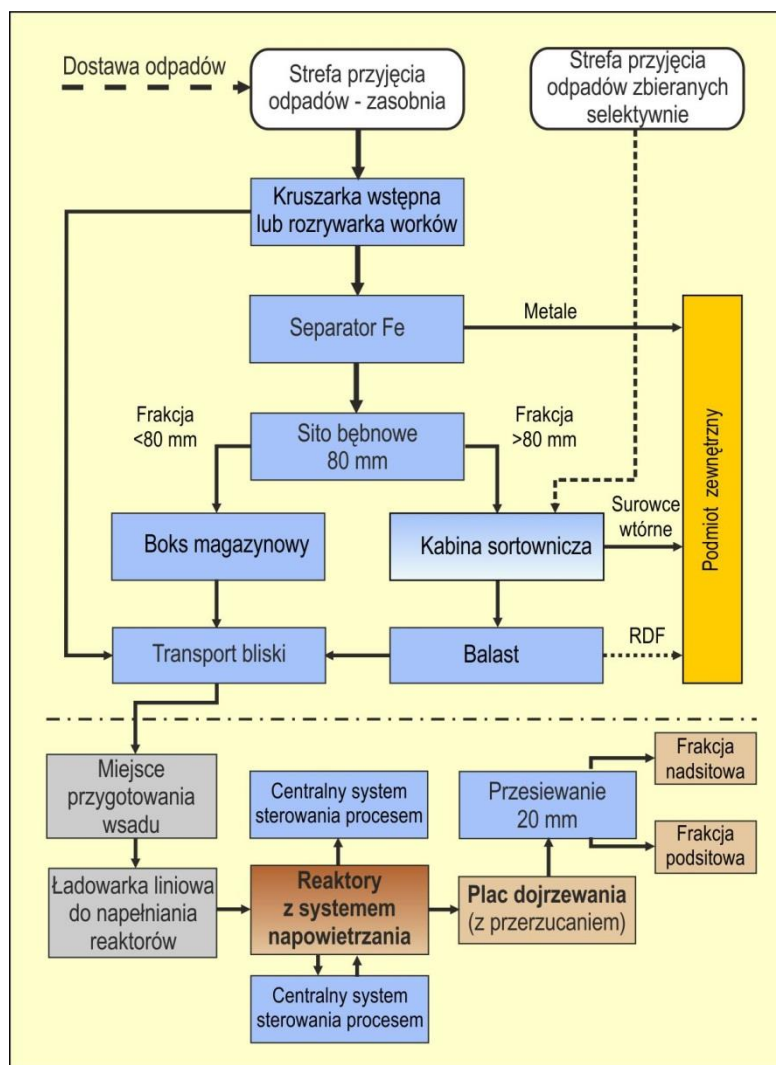 Dostawa odpadów
Strefa przyjęcia
odpadów - zasobnia
Strefa przyjęcia
odpadów zbieranych
selektywnie
Kruszarka wstępna
lub rozrywarka worków
Separator Fe
Metale
Frakcja
<80 mm
Sito bębnowe
80 mm
Frakcja
>80 mm
Boks magazynowy
Kabina sortownicza
Surowce
wtórne
Podmiot zewnętrzny
Transport bliski
Balast
RDF
Miejsce
przygotowania
wsadu
Centralny system
sterowania procesem
Przesiewanie
20 mm
Frakcja
nadsitowa
Frakcja
podsitowa
Ładowarka liniowa
do napełniania
reaktorów
Reaktory
z systemem
napowietrzania
Plac dojrzewania
(z przerzucaniem)
Centralny system
sterowania procesem